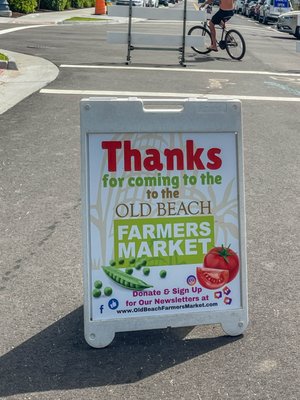 Thanks
for coming to the
to the
OLD BEACH
FARMERS
MARKET
Donate & Sign Up
for Our Newsletters at
www.OldBeachFarmersMarket.com